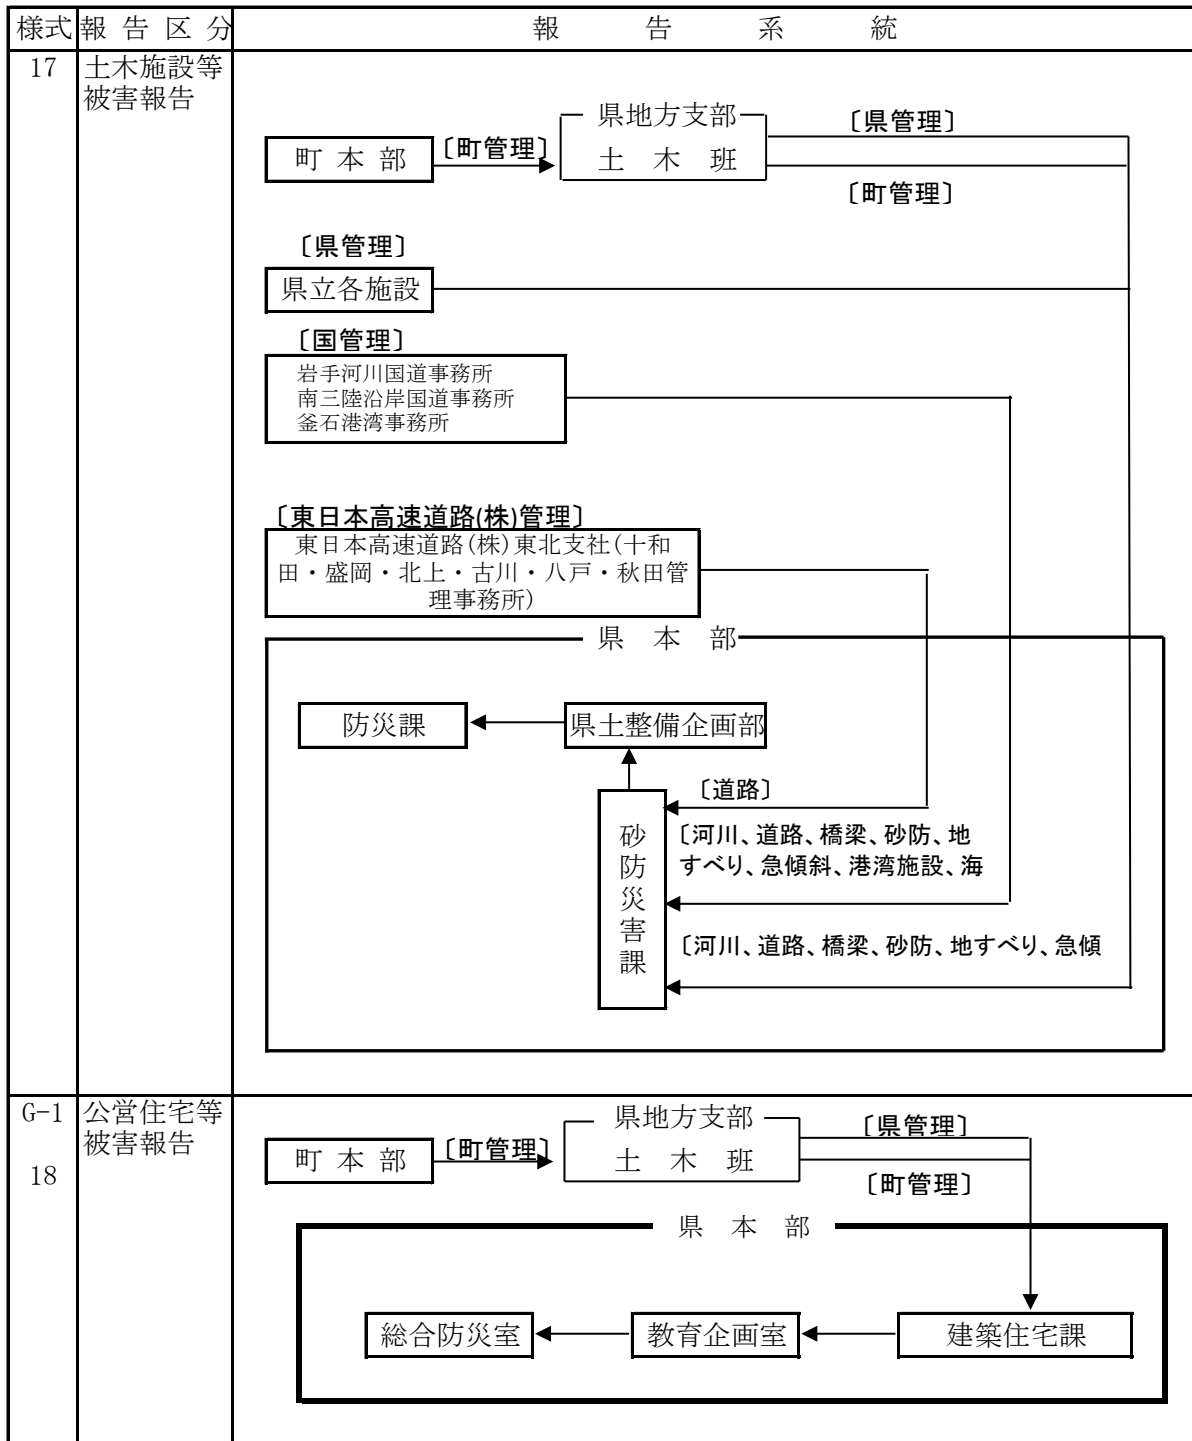 様式 報告区分 報告系統
17 土木施設等
被害報告
県地方支部
土木班
〔県管理〕
町本部
〔町管理〕
〔町管理〕
〔県管理〕
県立各施設
〔国管理〕
岩手河川国道事務所
南三陸沿岸国道事務所
釜石港湾事務所
〔東日本高速道路(株)管理〕
東日本高速道路(株)東北支社(十和
田・盛岡・北上・古川・八戸・秋田管
理事務所)
県本部
防災課
県土整備企画部
〔道路〕
砂防災害課
〔河川、道路、橋梁、砂防、地
すべり、急傾斜、港湾施設、海
〔河川、道路、橋梁、砂防、地すべり、急傾
G-1 公営住宅等
被害報告
18
県地方支部
土木班
〔県管理〕
町本部
〔町管理〕
〔町管理〕
県本部
総合防災室
教育企画室
建築住宅課